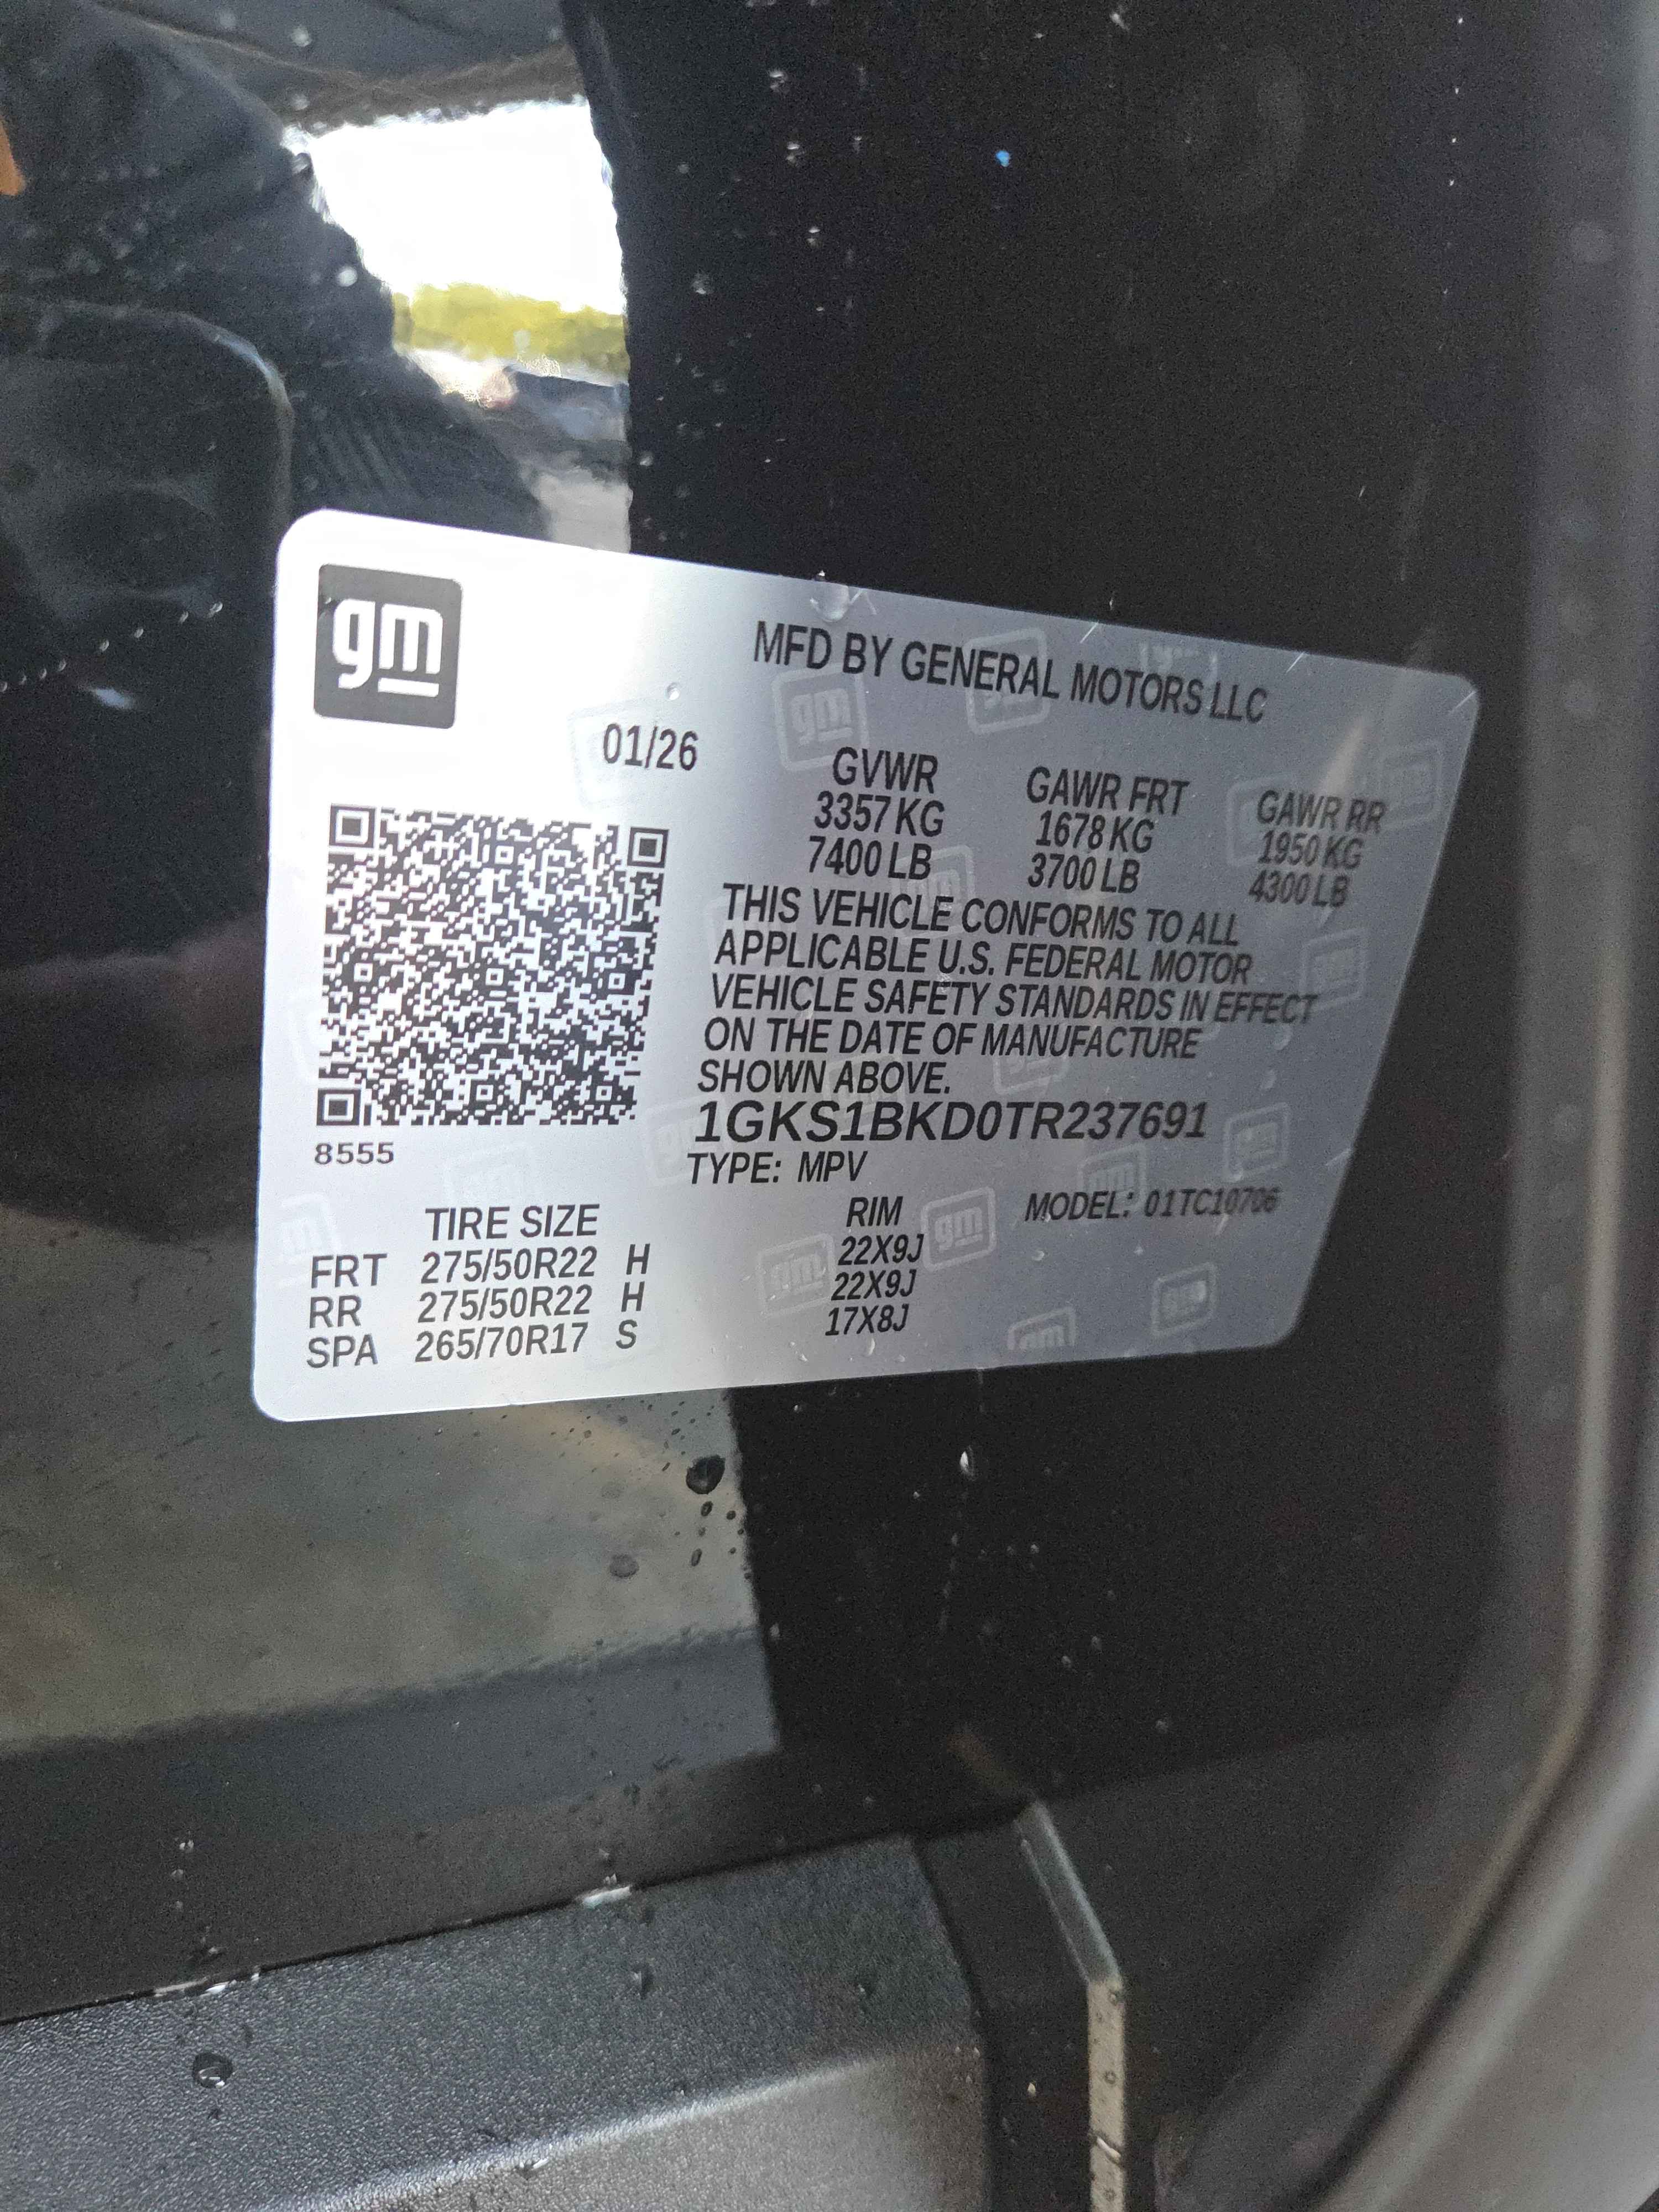 gm
MFD BY GENERAL MOTORS LLC
01/26
GVWR GAWR FRT GAWR RR
3357 KG 1678 KG 1950 KG
7400 LB 3700 LB 4300 LB
THIS VEHICLE CONFORMS TO ALL
APPLICABLE U.S. FEDERAL MOTOR
VEHICLE SAFETY STANDARDS IN EFFECT
ON THE DATE OF MANUFACTURE
SHOWN ABOVE.
1GKS1BKD0TR237691
8555
TYPE: MPV
TIRE SIZE RIM MODEL: 01TC10706
FRT 275/50R22 H 22X9J
RR 275/50R22 H 22X9J
SPA 265/70R17 S 17X8J